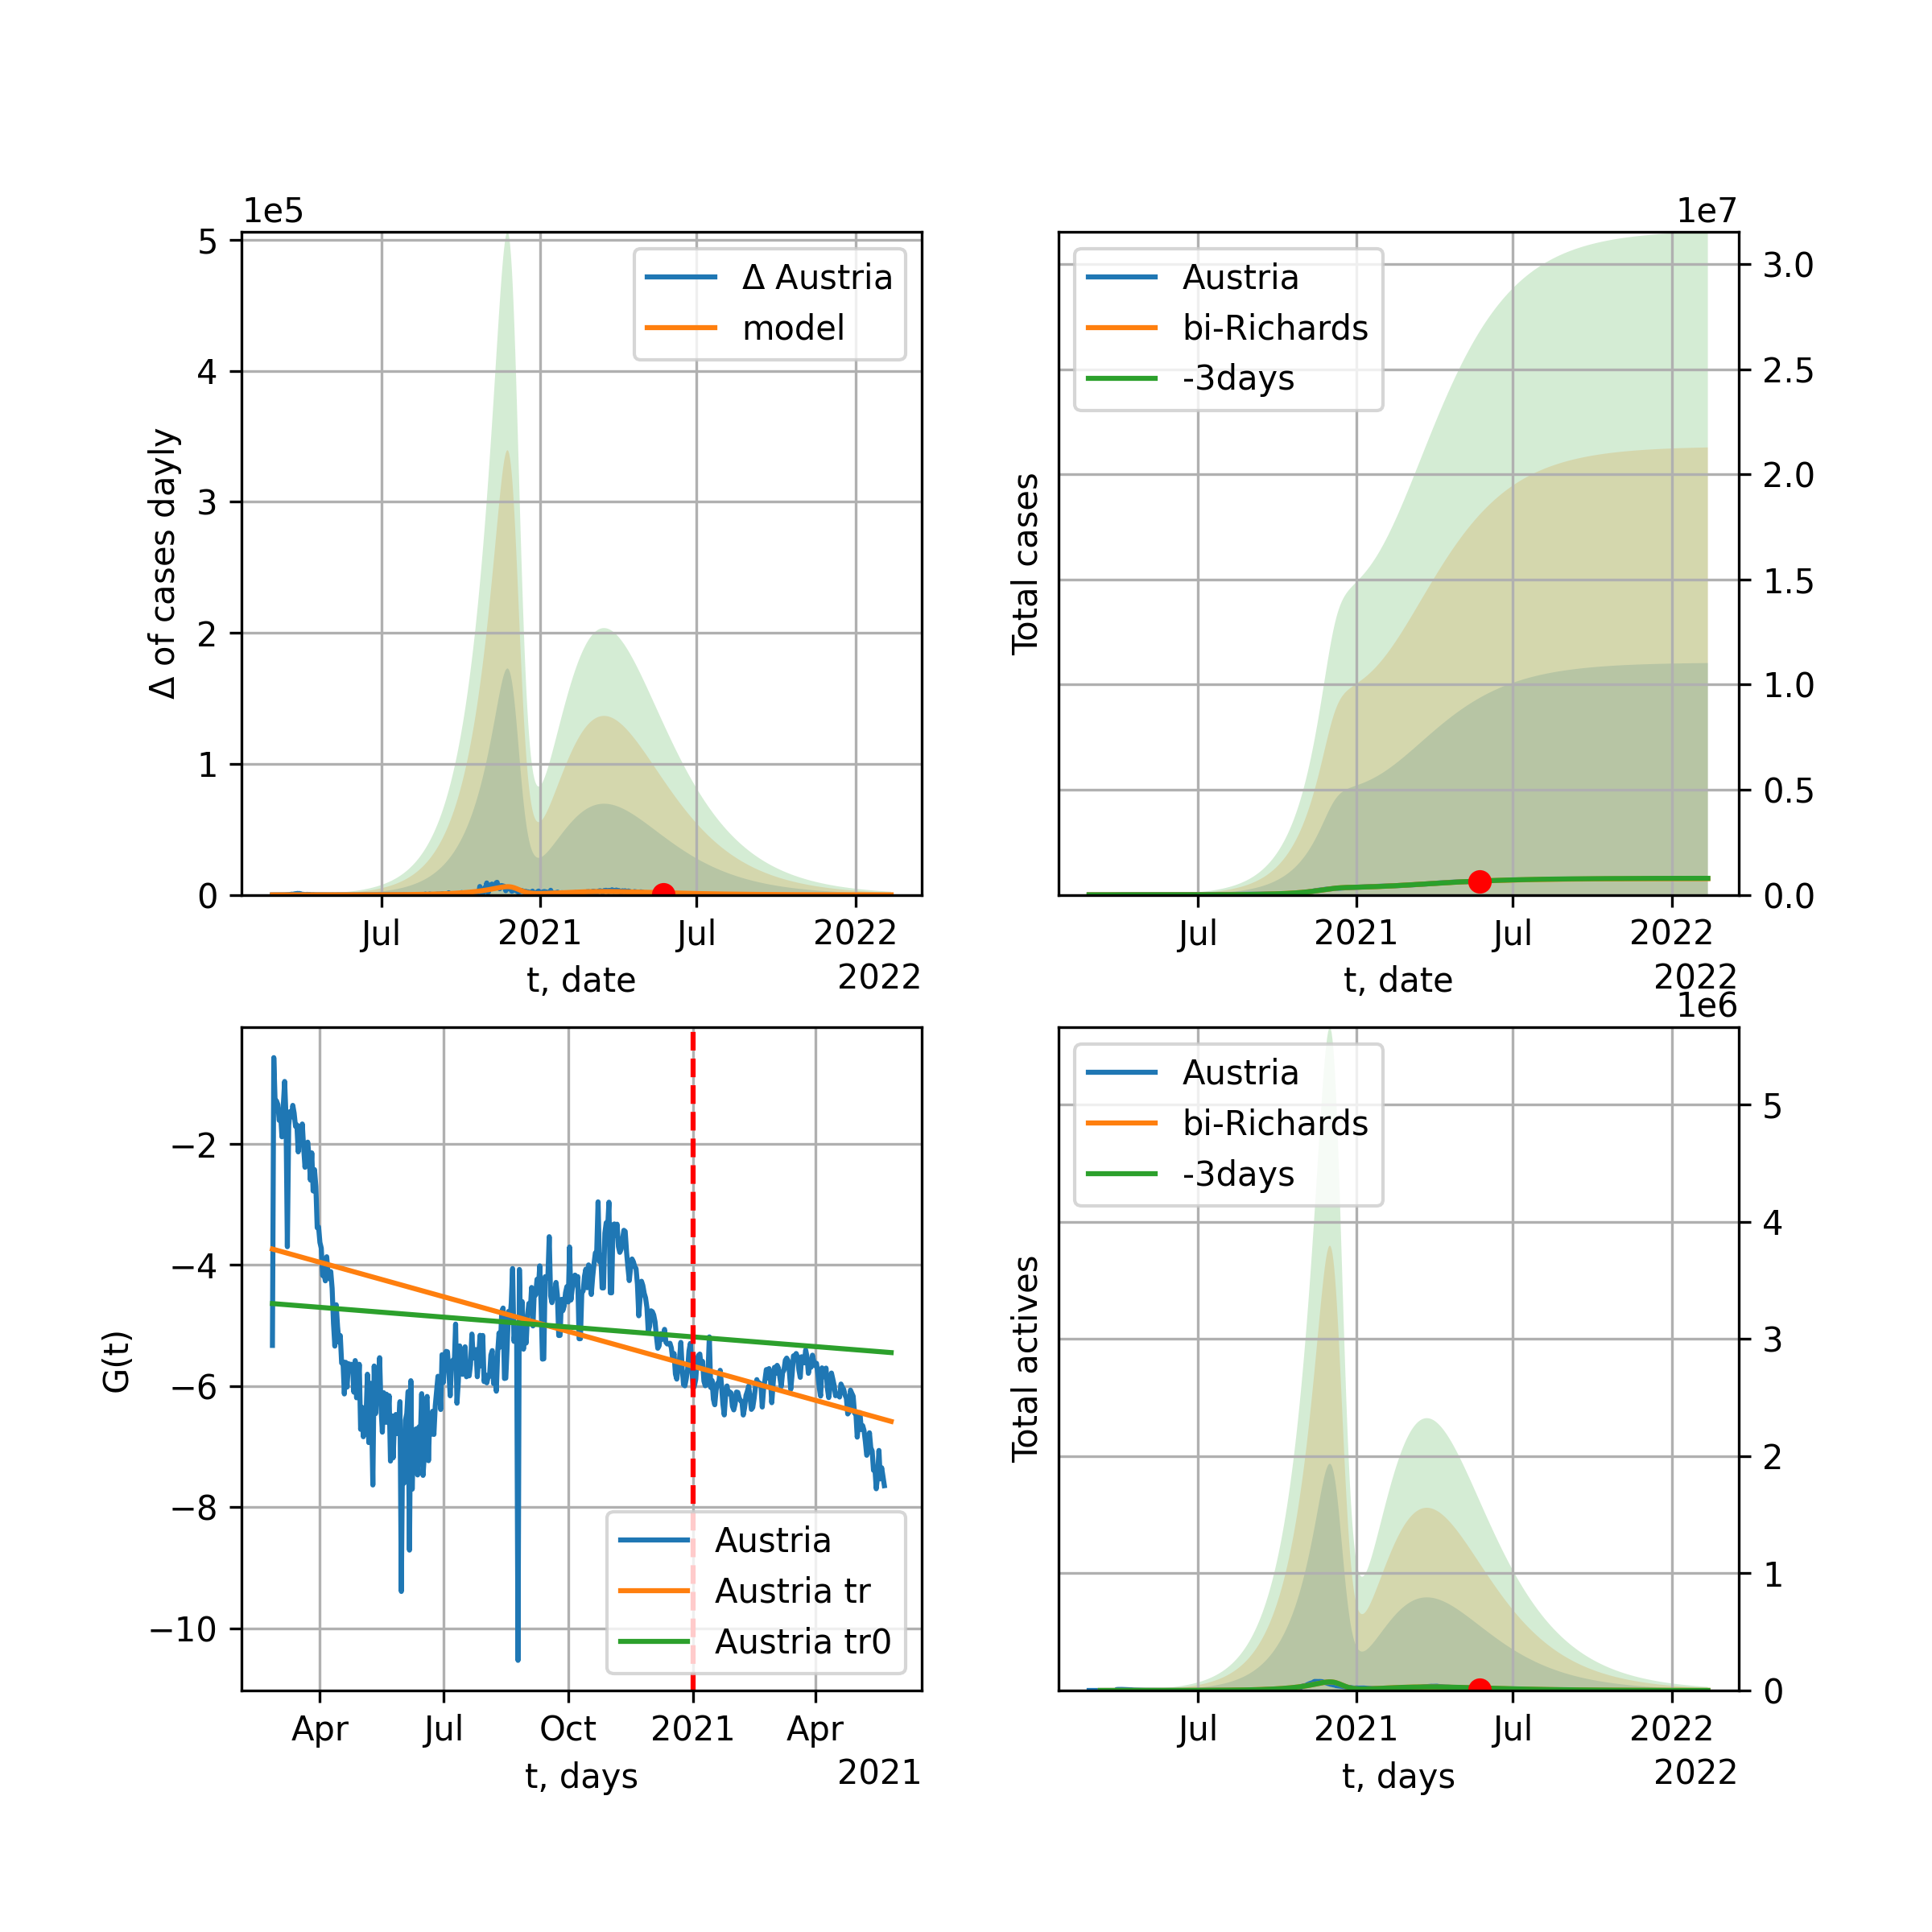 1e5
5
4
3
2
1
0
Δ of cases dayly
Δ Austria
model
Jul
2021
Jul
2022
t, date
2022
1e7
3.0
2.5
2.0
1.5
1.0
0.5
0.0
Total cases
Austria
bi-Richards
-3days
Jul
2021
Jul
2022
t, date
2022
−2
−4
−6
−8
−10
G(t)
Austria
Austria tr
Austria tr0
Apr
Jul
Oct
2021
Apr
t, days
2021
1e6
5
4
3
2
1
0
Total actives
Austria
bi-Richards
-3days
Jul
2021
Jul
2022
t, days
2022